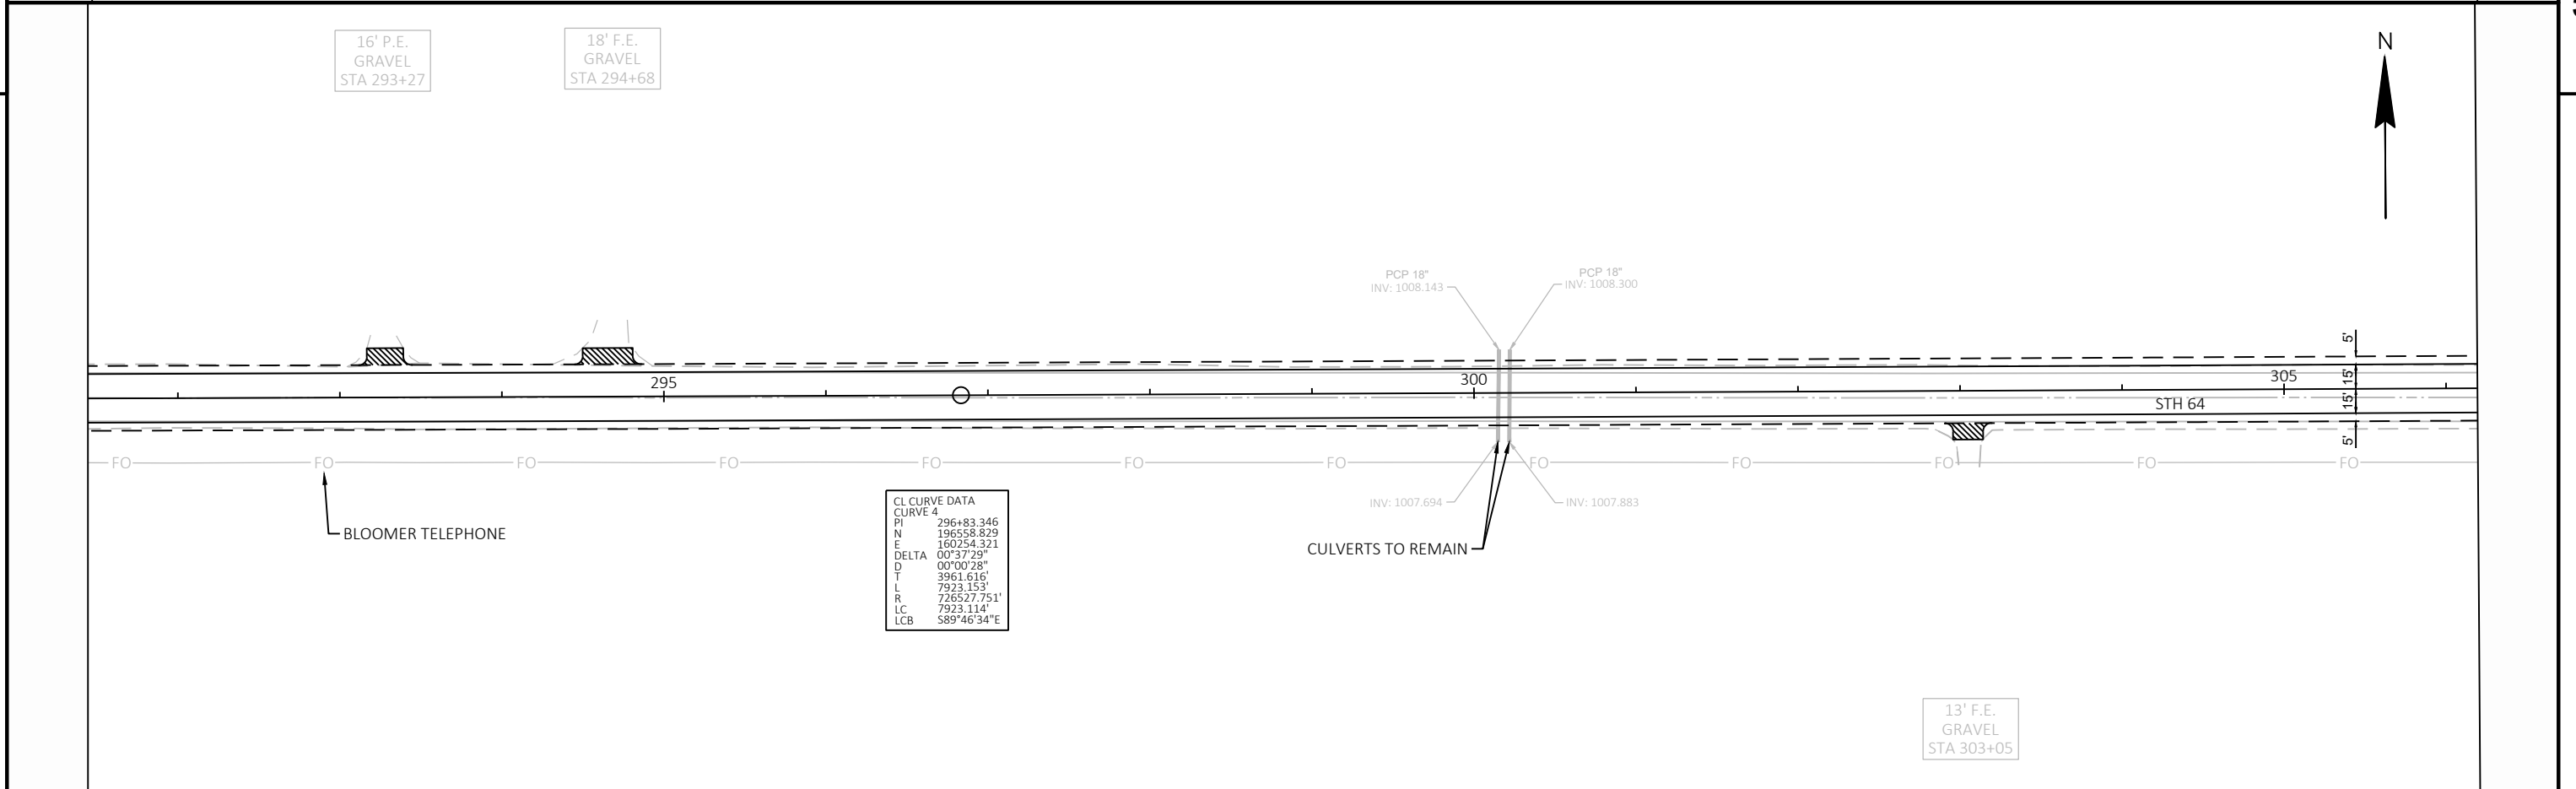 16' P.E.
GRAVEL
STA 293+27
18' F.E.
GRAVEL
STA 294+68
N
PCP 18"
INV: 1008.143
PCP 18"
INV: 1008.300
5'
15'
15'
5'
295
300
305
STH 64
FO FO FO FO FO FO FO FO FO FO FO FO
BLOOMER TELEPHONE
CL CURVE DATA
CURVE 4
PI 296+83.346
N 196558.829
E 160254.321
DELTA 00°37'29"
D 00°00'28"
T 3961.616'
L 7923.153'
R 726527.751'
LC 7923.114'
LCB S89°46'34"E
INV: 1007.694
INV: 1007.883
CULVERTS TO REMAIN
13' F.E.
GRAVEL
STA 303+05